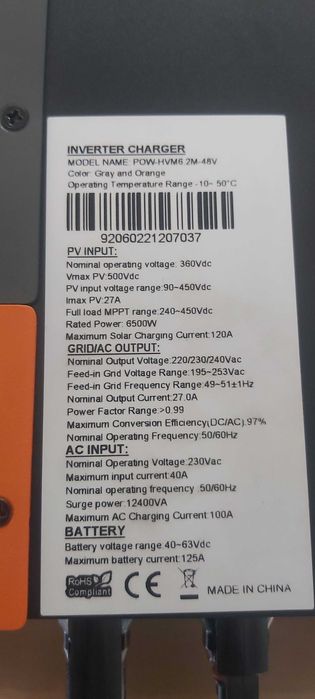 INVERTER CHARGER
MODEL NAME: POW-HVM6.2M-48V
Color: Gray and Orange
Operating Temperature Range -10~ 50°C
92060221207037
PV INPUT:
Nominal operating voltage: 360Vdc
Vmax PV:500Vdc
PV input voltage range:90~450Vdc
Imax PV:27A
Full load MPPT range:240~450Vdc
Rated Power: 6500W
Maximum Solar Charging Current:120A
GRID/AC OUTPUT:
Nominal Output Voltage:220/230/240Vac
Feed-in Grid Voltage Range:195~253Vac
Feed-in Grid Frequency Range:49~51±1Hz
Nominal Output Current:27.0A
Power Factor Range:>0.99
Maximum Conversion Efficiency(DC/AC):97%
Nominal Operating Frequency:50/60Hz
AC INPUT:
Nominal Operating Voltage:230Vac
Maximum input current:40A
Nominal operating frequency :50/60Hz
Surge power:12400VA
Maximum AC Charging Current:100A
BATTERY
Battery voltage range:40~63Vdc
Maximum battery current:125A
RoHS
Compliant CE MADE IN CHINA